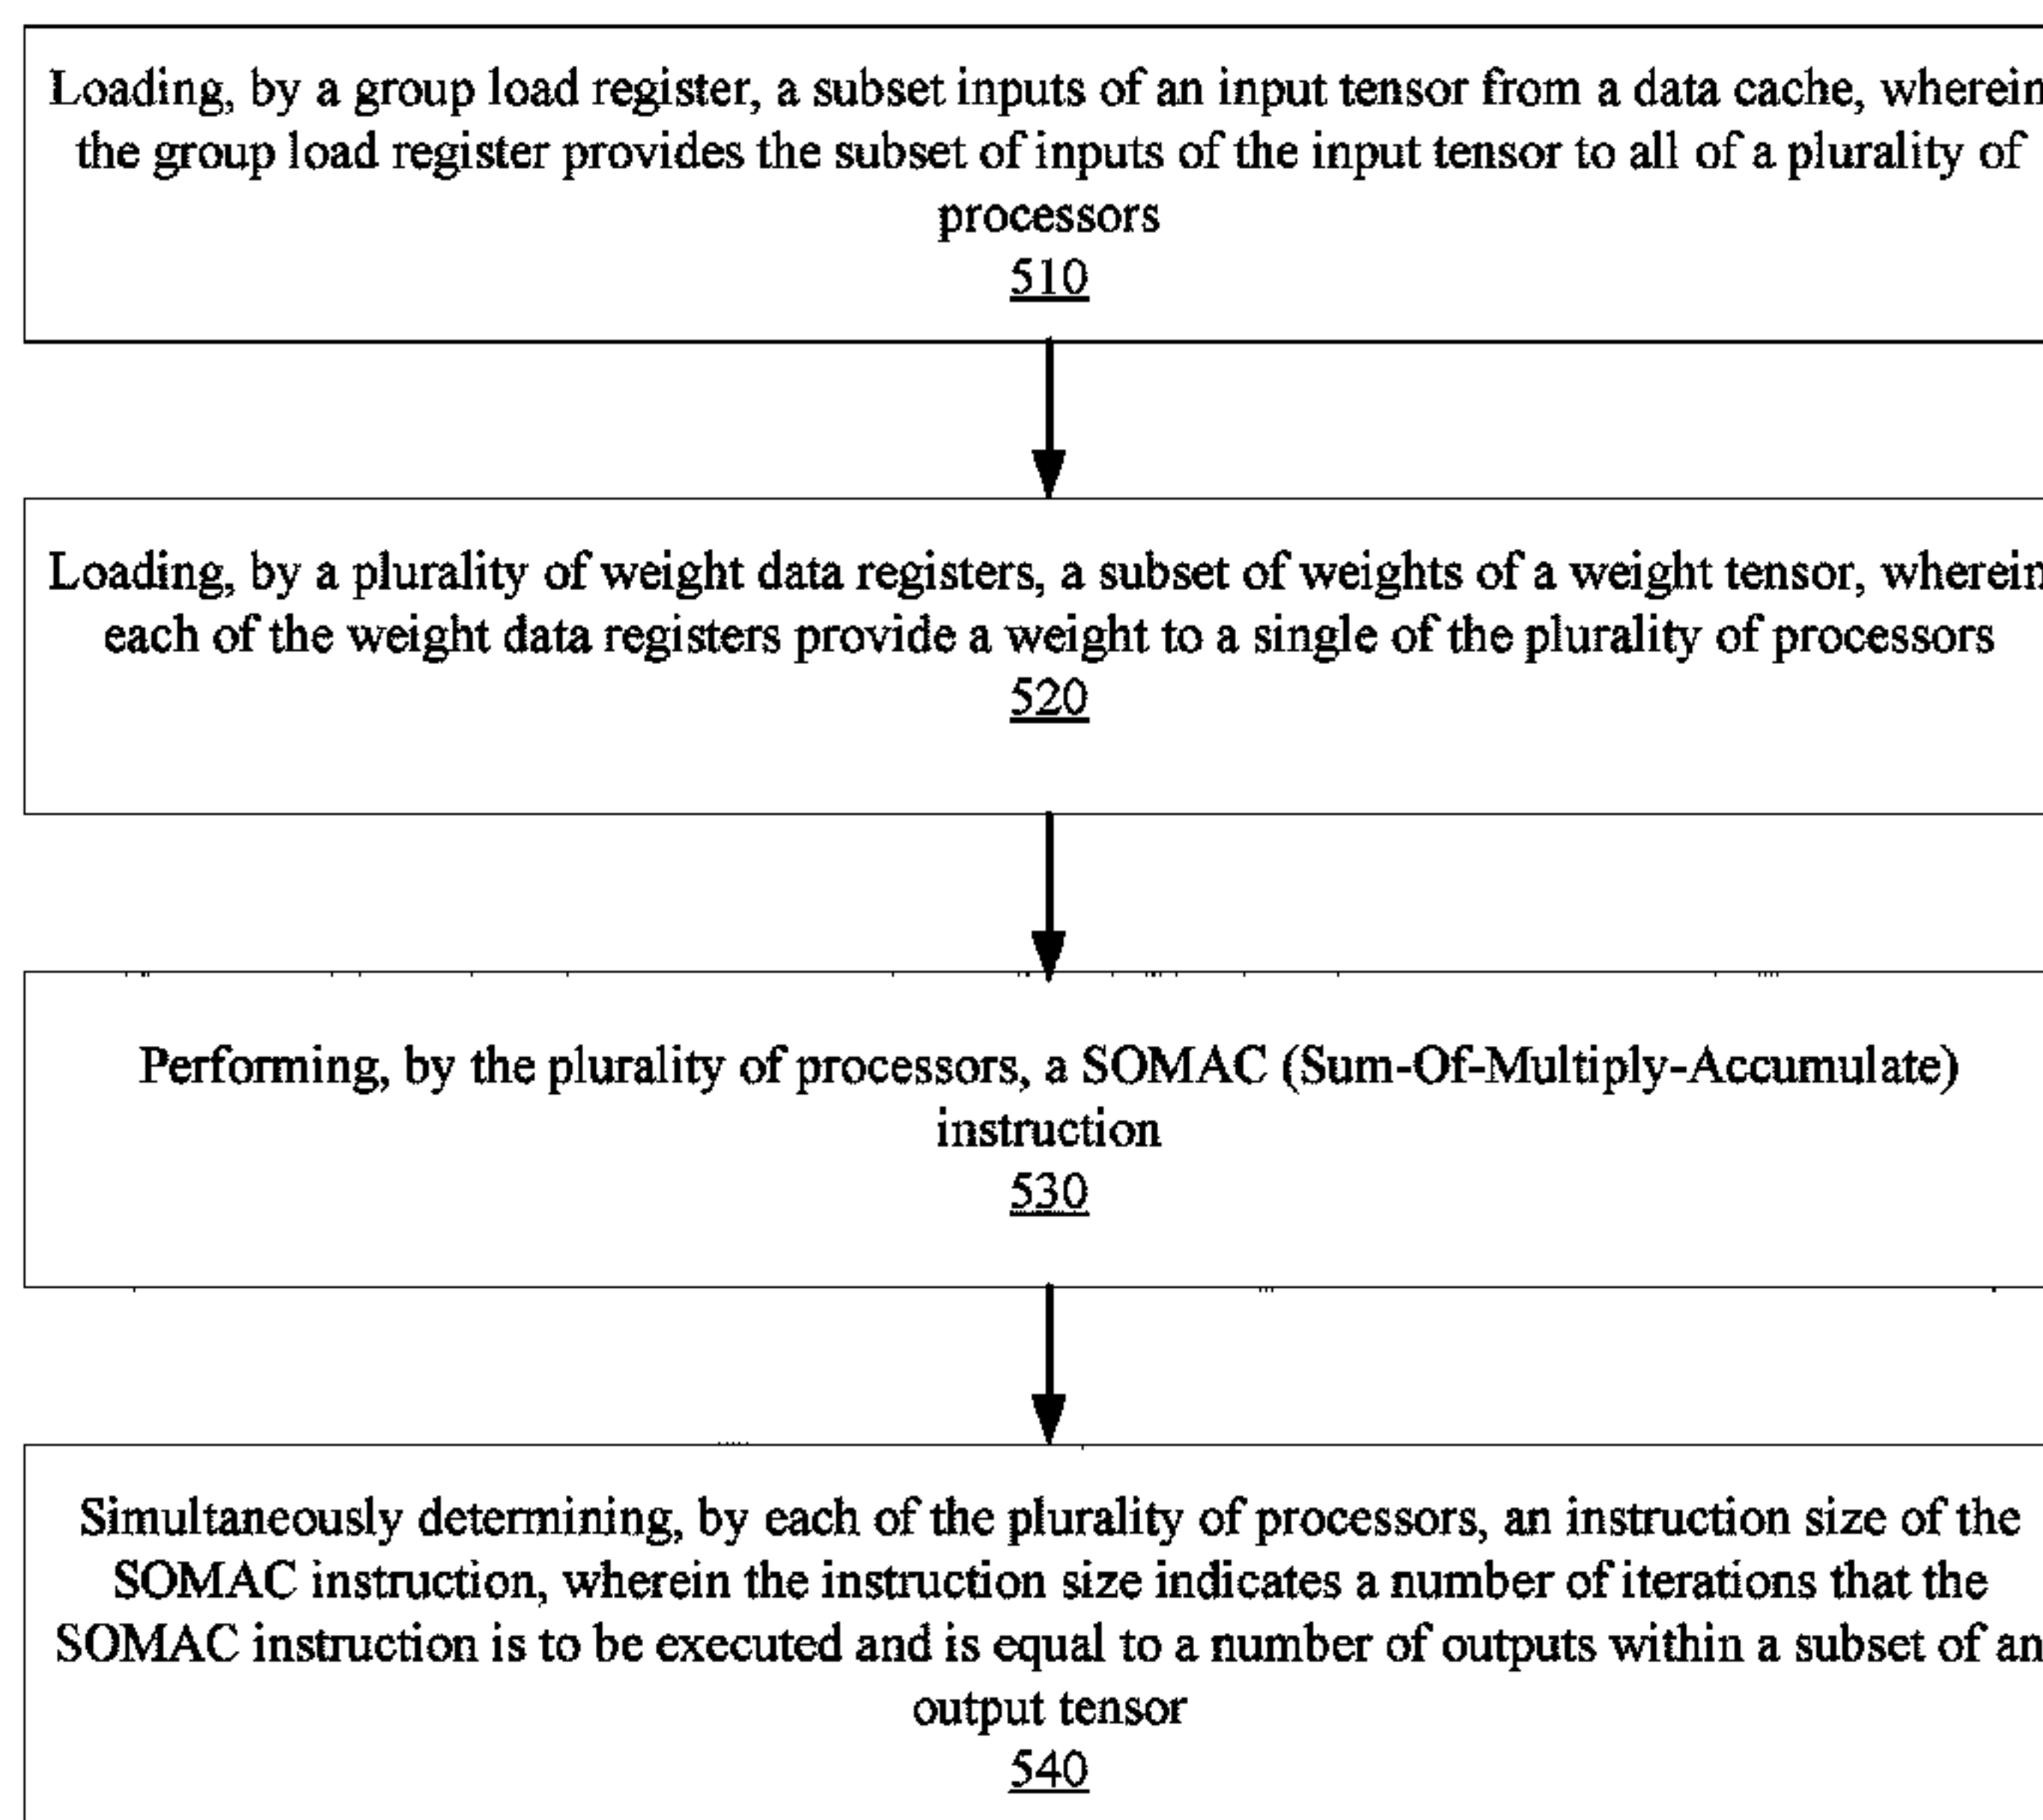 Loading, by a group load register, a subset inputs of an input tensor from a data cache, wherein
the group load register provides the subset of inputs of the input tensor to all of a plurality of
processors
510
Loading, by a plurality of weight data registers, a subset of weights of a weight tensor, wherein
each of the weight data registers provide a weight to a single of the plurality of processors
520
Performing, by the plurality of processors, a SOMAC (Sum-Of-Multiply-Accumulate)
instruction
530
Simultaneously determining, by each of the plurality of processors, an instruction size of the
SOMAC instruction, wherein the instruction size indicates a number of iterations that the
SOMAC instruction is to be executed and is equal to a number of outputs within a subset of an
output tensor
540